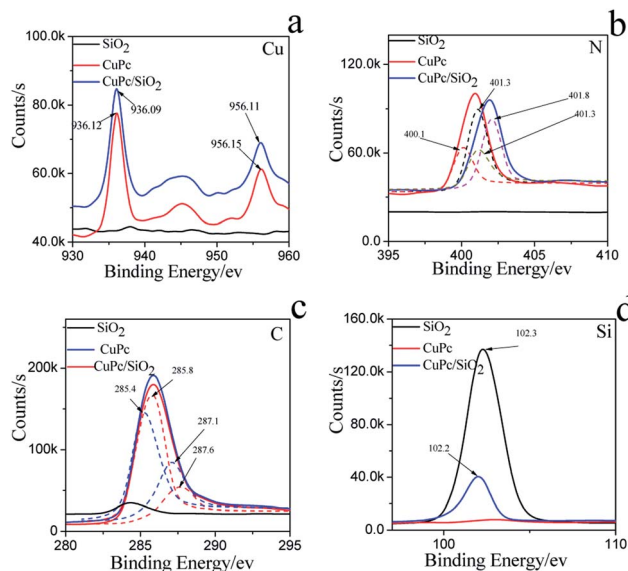 a
100.0k
80.0k
60.0k
40.0k
Counts/s
SiO2
CuPc
CuPc/SiO2
Cu
936.12
936.09
956.11
956.15
930 940 950 960
Binding Energy/ev
b
120.0k
60.0k
0.0
Counts/s
SiO2
CuPc
CuPc/SiO2
N
401.3
401.8
400.1
401.3
395 400 405 410
Binding Energy/ev
c
200k
100k
0
Counts/s
SiO2
CuPc
CuPc/SiO2
C
285.4
285.8
287.1
287.6
280 285 290 295
Binding Energy/ev
d
160.0k
120.0k
80.0k
40.0k
0.0
Counts/s
SiO2
CuPc
CuPc/SiO2
Si
102.3
102.2
100 110
Binding Energy/ev